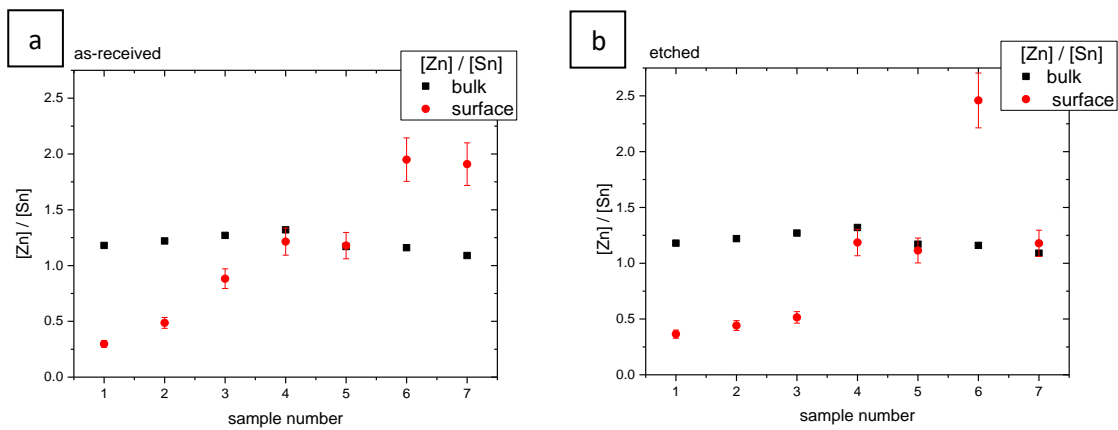 a
as-received
[Zn] / [Sn]
bulk
surface
2.5
2.0
1.5
1.0
0.5
0.0
[Zn] / [Sn]
1 2 3 4 5 6 7
sample number
b
etched
[Zn] / [Sn]
bulk
surface
2.5
2.0
1.5
1.0
0.5
0.0
[Zn] / [Sn]
1 2 3 4 5 6 7
sample number